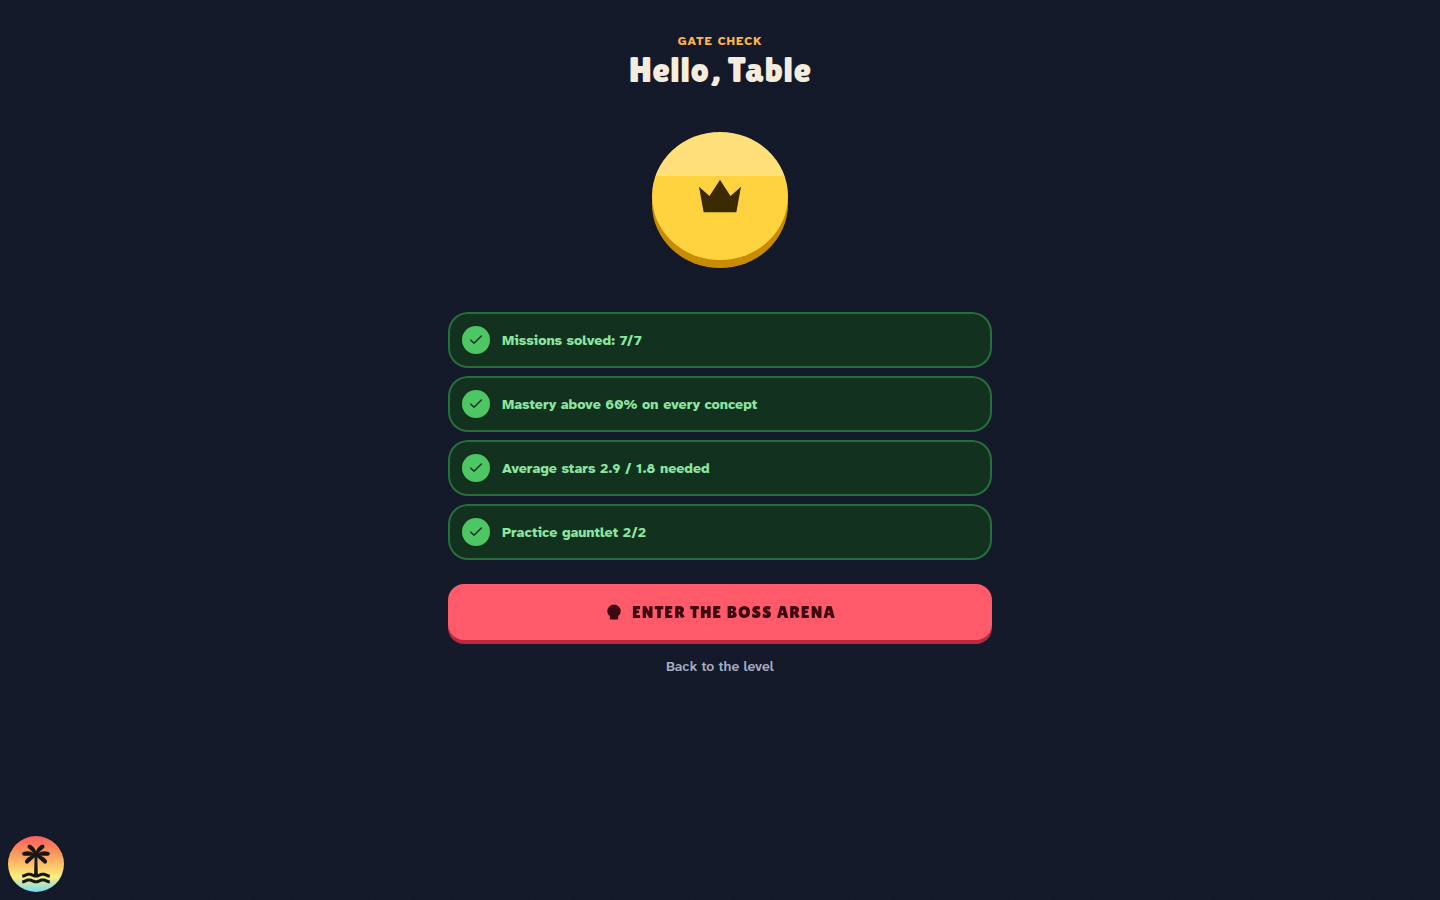 GATE CHECK
Hello, Table
Missions solved: 7/7
Mastery above 60% on every concept
Average stars 2.9 / 1.8 needed
Practice gauntlet 2/2
ENTER THE BOSS ARENA
Back to the level